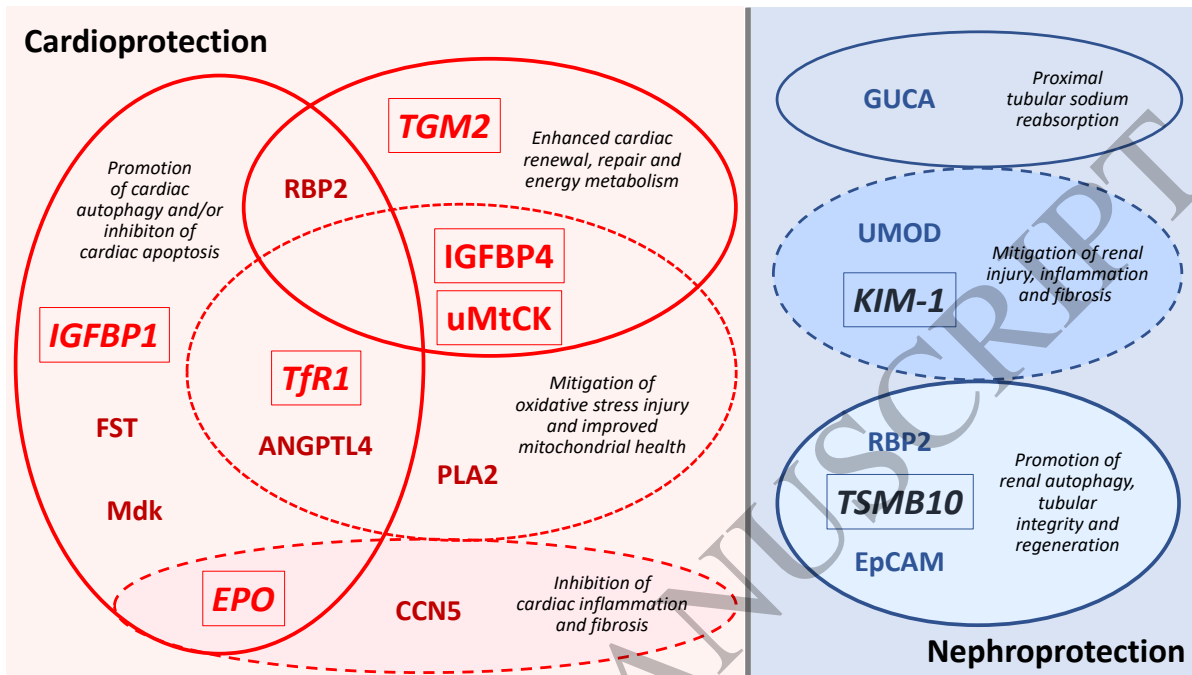 Cardioprotection
TGM2
Enhanced cardiac
renewal, repair and
energy metabolism
Promotion
of cardiac
autophagy and/or
inhibiton of
cardiac apoptosis
RBP2
IGFBP4
uMtCK
IGFBP1
TfR1
Mitigation of
oxidative stress injury
and improved
mitochondrial health
FST
ANGPTL4
PLA2
Mdk
EPO
CCN5
Inhibition of
cardiac inflammation
and fibrosis
GUCA
Proximal
tubular sodium
reabsorption
UMOD
Mitigation of renal
injury, inflammation
and fibrosis
KIM-1
RBP2
Promotion of
renal autophagy,
tubular
integrity and
regeneration
TSMB10
EpCAM
Nephroprotection
ANUSCRIPT